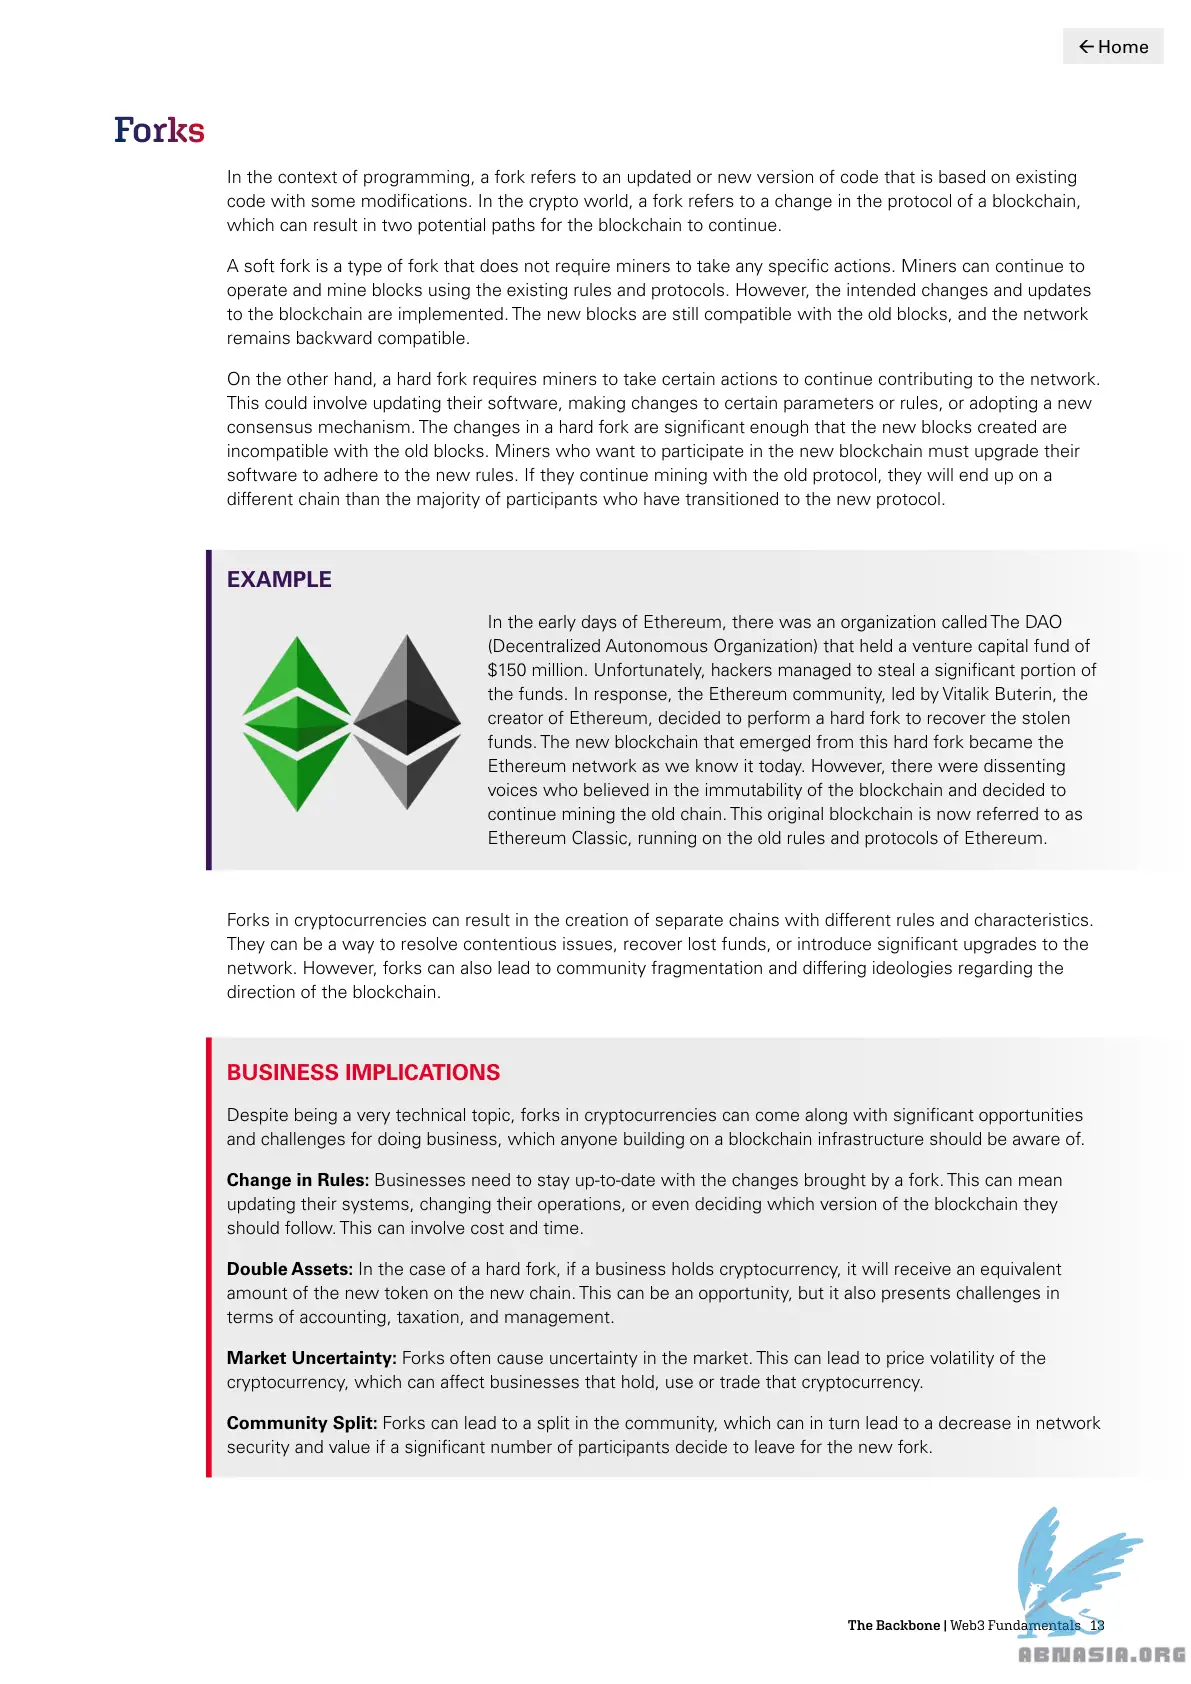 ← Home
Forks
In the context of programming, a fork refers to an updated or new version of code that is based on existing
code with some modifications. In the crypto world, a fork refers to a change in the protocol of a blockchain,
which can result in two potential paths for the blockchain to continue.
A soft fork is a type of fork that does not require miners to take any specific actions. Miners can continue to
operate and mine blocks using the existing rules and protocols. However, the intended changes and updates
to the blockchain are implemented. The new blocks are still compatible with the old blocks, and the network
remains backward compatible.
On the other hand, a hard fork requires miners to take certain actions to continue contributing to the network.
This could involve updating their software, making changes to certain parameters or rules, or adopting a new
consensus mechanism. The changes in a hard fork are significant enough that the new blocks created are
incompatible with the old blocks. Miners who want to participate in the new blockchain must upgrade their
software to adhere to the new rules. If they continue mining with the old protocol, they will end up on a
different chain than the majority of participants who have transitioned to the new protocol.
EXAMPLE
In the early days of Ethereum, there was an organization called The DAO
(Decentralized Autonomous Organization) that held a venture capital fund of
$150 million. Unfortunately, hackers managed to steal a significant portion of
the funds. In response, the Ethereum community, led by Vitalik Buterin, the
creator of Ethereum, decided to perform a hard fork to recover the stolen
funds. The new blockchain that emerged from this hard fork became the
Ethereum network as we know it today. However, there were dissenting
voices who believed in the immutability of the blockchain and decided to
continue mining the old chain. This original blockchain is now referred to as
Ethereum Classic, running on the old rules and protocols of Ethereum.
Forks in cryptocurrencies can result in the creation of separate chains with different rules and characteristics.
They can be a way to resolve contentious issues, recover lost funds, or introduce significant upgrades to the
network. However, forks can also lead to community fragmentation and differing ideologies regarding the
direction of the blockchain.
BUSINESS IMPLICATIONS
Despite being a very technical topic, forks in cryptocurrencies can come along with significant opportunities
and challenges for doing business, which anyone building on a blockchain infrastructure should be aware of.
Change in Rules: Businesses need to stay up-to-date with the changes brought by a fork. This can mean
updating their systems, changing their operations, or even deciding which version of the blockchain they
should follow. This can involve cost and time.
Double Assets: In the case of a hard fork, if a business holds cryptocurrency, it will receive an equivalent
amount of the new token on the new chain. This can be an opportunity, but it also presents challenges in
terms of accounting, taxation, and management.
Market Uncertainty: Forks often cause uncertainty in the market. This can lead to price volatility of the
cryptocurrency, which can affect businesses that hold, use or trade that cryptocurrency.
Community Split: Forks can lead to a split in the community, which can in turn lead to a decrease in network
security and value if a significant number of participants decide to leave for the new fork.
The Backbone | Web3 Fundamentals 13
ABNASIA.ORG